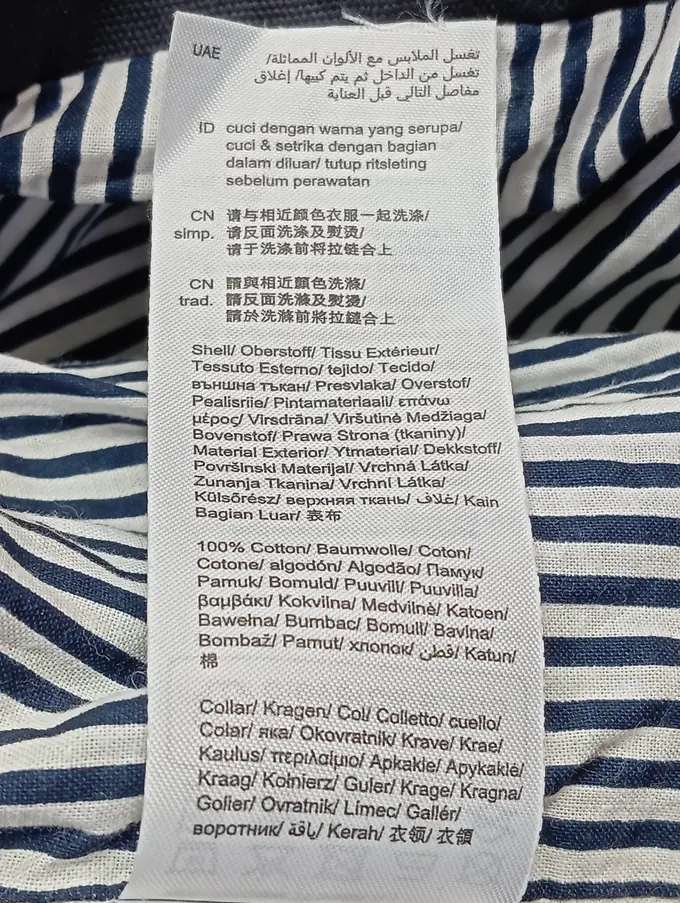 UAE تغسل الملابس مع الألوان المماثلة/
تغسل من الداخل ثم يتم كيها/ إغلاق
مفاصل التالي قبل العناية
ID cuci dengan warna yang serupa/
cuci & setrika dengan bagian
dalam diluar/ tutup ritsleting
sebelum perawatan
CN 请与相近颜色衣服一起洗涤/
simp. 请反面洗涤及熨烫/
请于洗涤前将拉链合上
CN 請與相近顏色洗滌/
trad. 請反面洗滌及熨燙/
請於洗滌前將拉鏈合上
Shell/ Oberstoff/ Tissu Extérieur/
Tessuto Esterno/ tejido/ Tecido/
външна тъкан/ Presvlaka/ Overstof/
Pealisriie/ Pintamateriaali/ επάνω
μέρος/ Virsdrāna/ Viršutinė Medžiaga/
Bovenstof/ Prawa Strona (tkaniny)/
Material Exterior/ Ytmaterial/ Dekkstoff/
Površinski Materijal/ Vrchná Látka/
Zunanja Tkanina/ Vrchní Látka/
Külsőrész/ верхняя ткань/ غلاف/ Kain
Bagian Luar/ 表布
100% Cotton/ Baumwolle/ Coton/
Cotone/ algodón/ Algodão/ Памук/
Pamuk/ Bomuld/ Puuvill/ Puuvilla/
βαμβάκι/ Kokvilna/ Medvilnė/ Katoen/
Bawełna/ Bumbac/ Bomull/ Bavlna/
Bombaž/ Pamut/ хлопок/ قطن/ Katun/
棉
Collar/ Kragen/ Col/ Colletto/ cuello/
Colar/ яка/ Okovratnik/ Krave/ Krae/
Kaulus/ περιλαίμιο/ Apkakle/ Apykaklė/
Kraag/ Kołnierz/ Guler/ Krage/ Kragna/
Golier/ Ovratnik/ Límec/ Gallér/
воротник/ ياقة/ Kerah/ 衣领/ 衣領